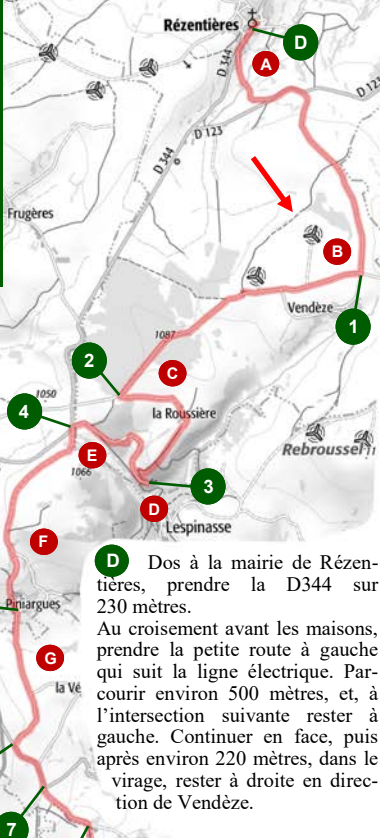 Rézentières
D
A
D 344
D 123
D 123
D 344
Frugères
B
Vendèze
1
1087
2
C
1050
la Roussière
4
E
Rebroussel
1066
3
D
Lespinasse
F
Piniargues
G
la Vé
7
D Dos à la mairie de Rézen-
tières, prendre la D344 sur
230 mètres.
Au croisement avant les maisons,
prendre la petite route à gauche
qui suit la ligne électrique. Par-
courir environ 500 mètres, et, à
l'intersection suivante rester à
gauche. Continuer en face, puis
après environ 220 mètres, dans le
virage, rester à droite en direc-
tion de Vendèze.